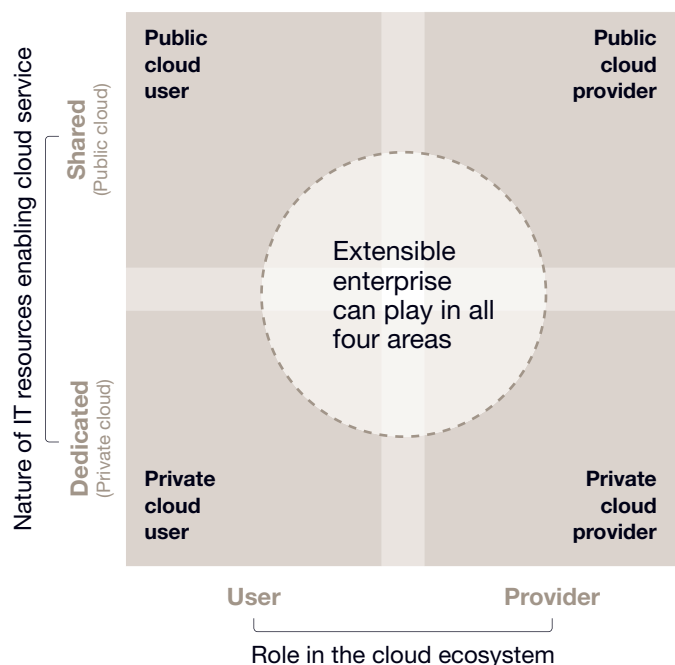 Nature of IT resources enabling cloud service
Shared
(Public cloud)
Dedicated
(Private cloud)
Public
cloud
user
Public
cloud
provider
Extensible
enterprise
can play in all
four areas
Private
cloud
user
Private
cloud
provider
User
Provider
Role in the cloud ecosystem